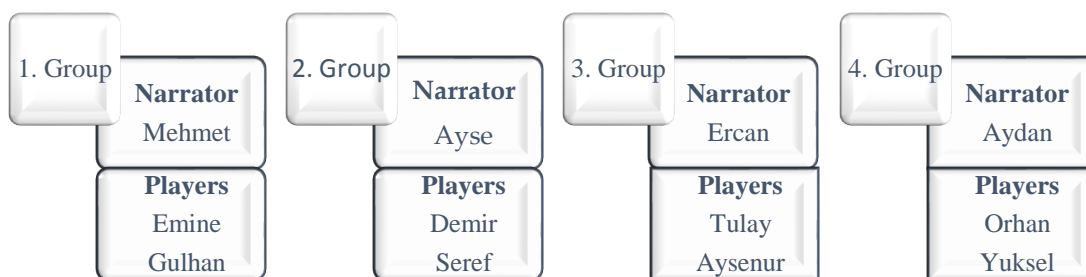 1. Group
Narrator
Mehmet
Players
Emine
Gulhan
2. Group
Narrator
Ayse
Players
Demir
Seref
3. Group
Narrator
Ercan
Players
Tulay
Aysenur
4. Group
Narrator
Aydan
Players
Orhan
Yuksel